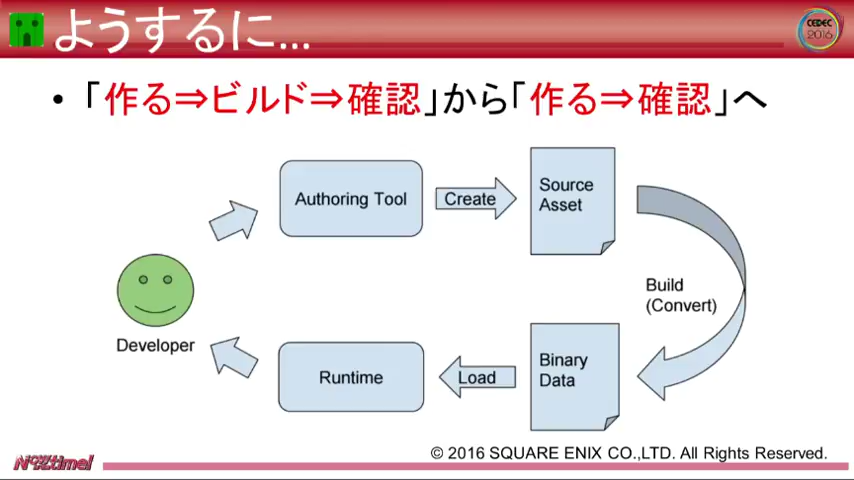 ようするに...
CEDEC
2016
• 「作る⇒ビルド⇒確認」から「作る⇒確認」へ
Authoring Tool
Create
Source
Asset
Build
(Convert)
Developer
Runtime
Load
Binary
Data
© 2016 SQUARE ENIX CO.,LTD. All Rights Reserved.